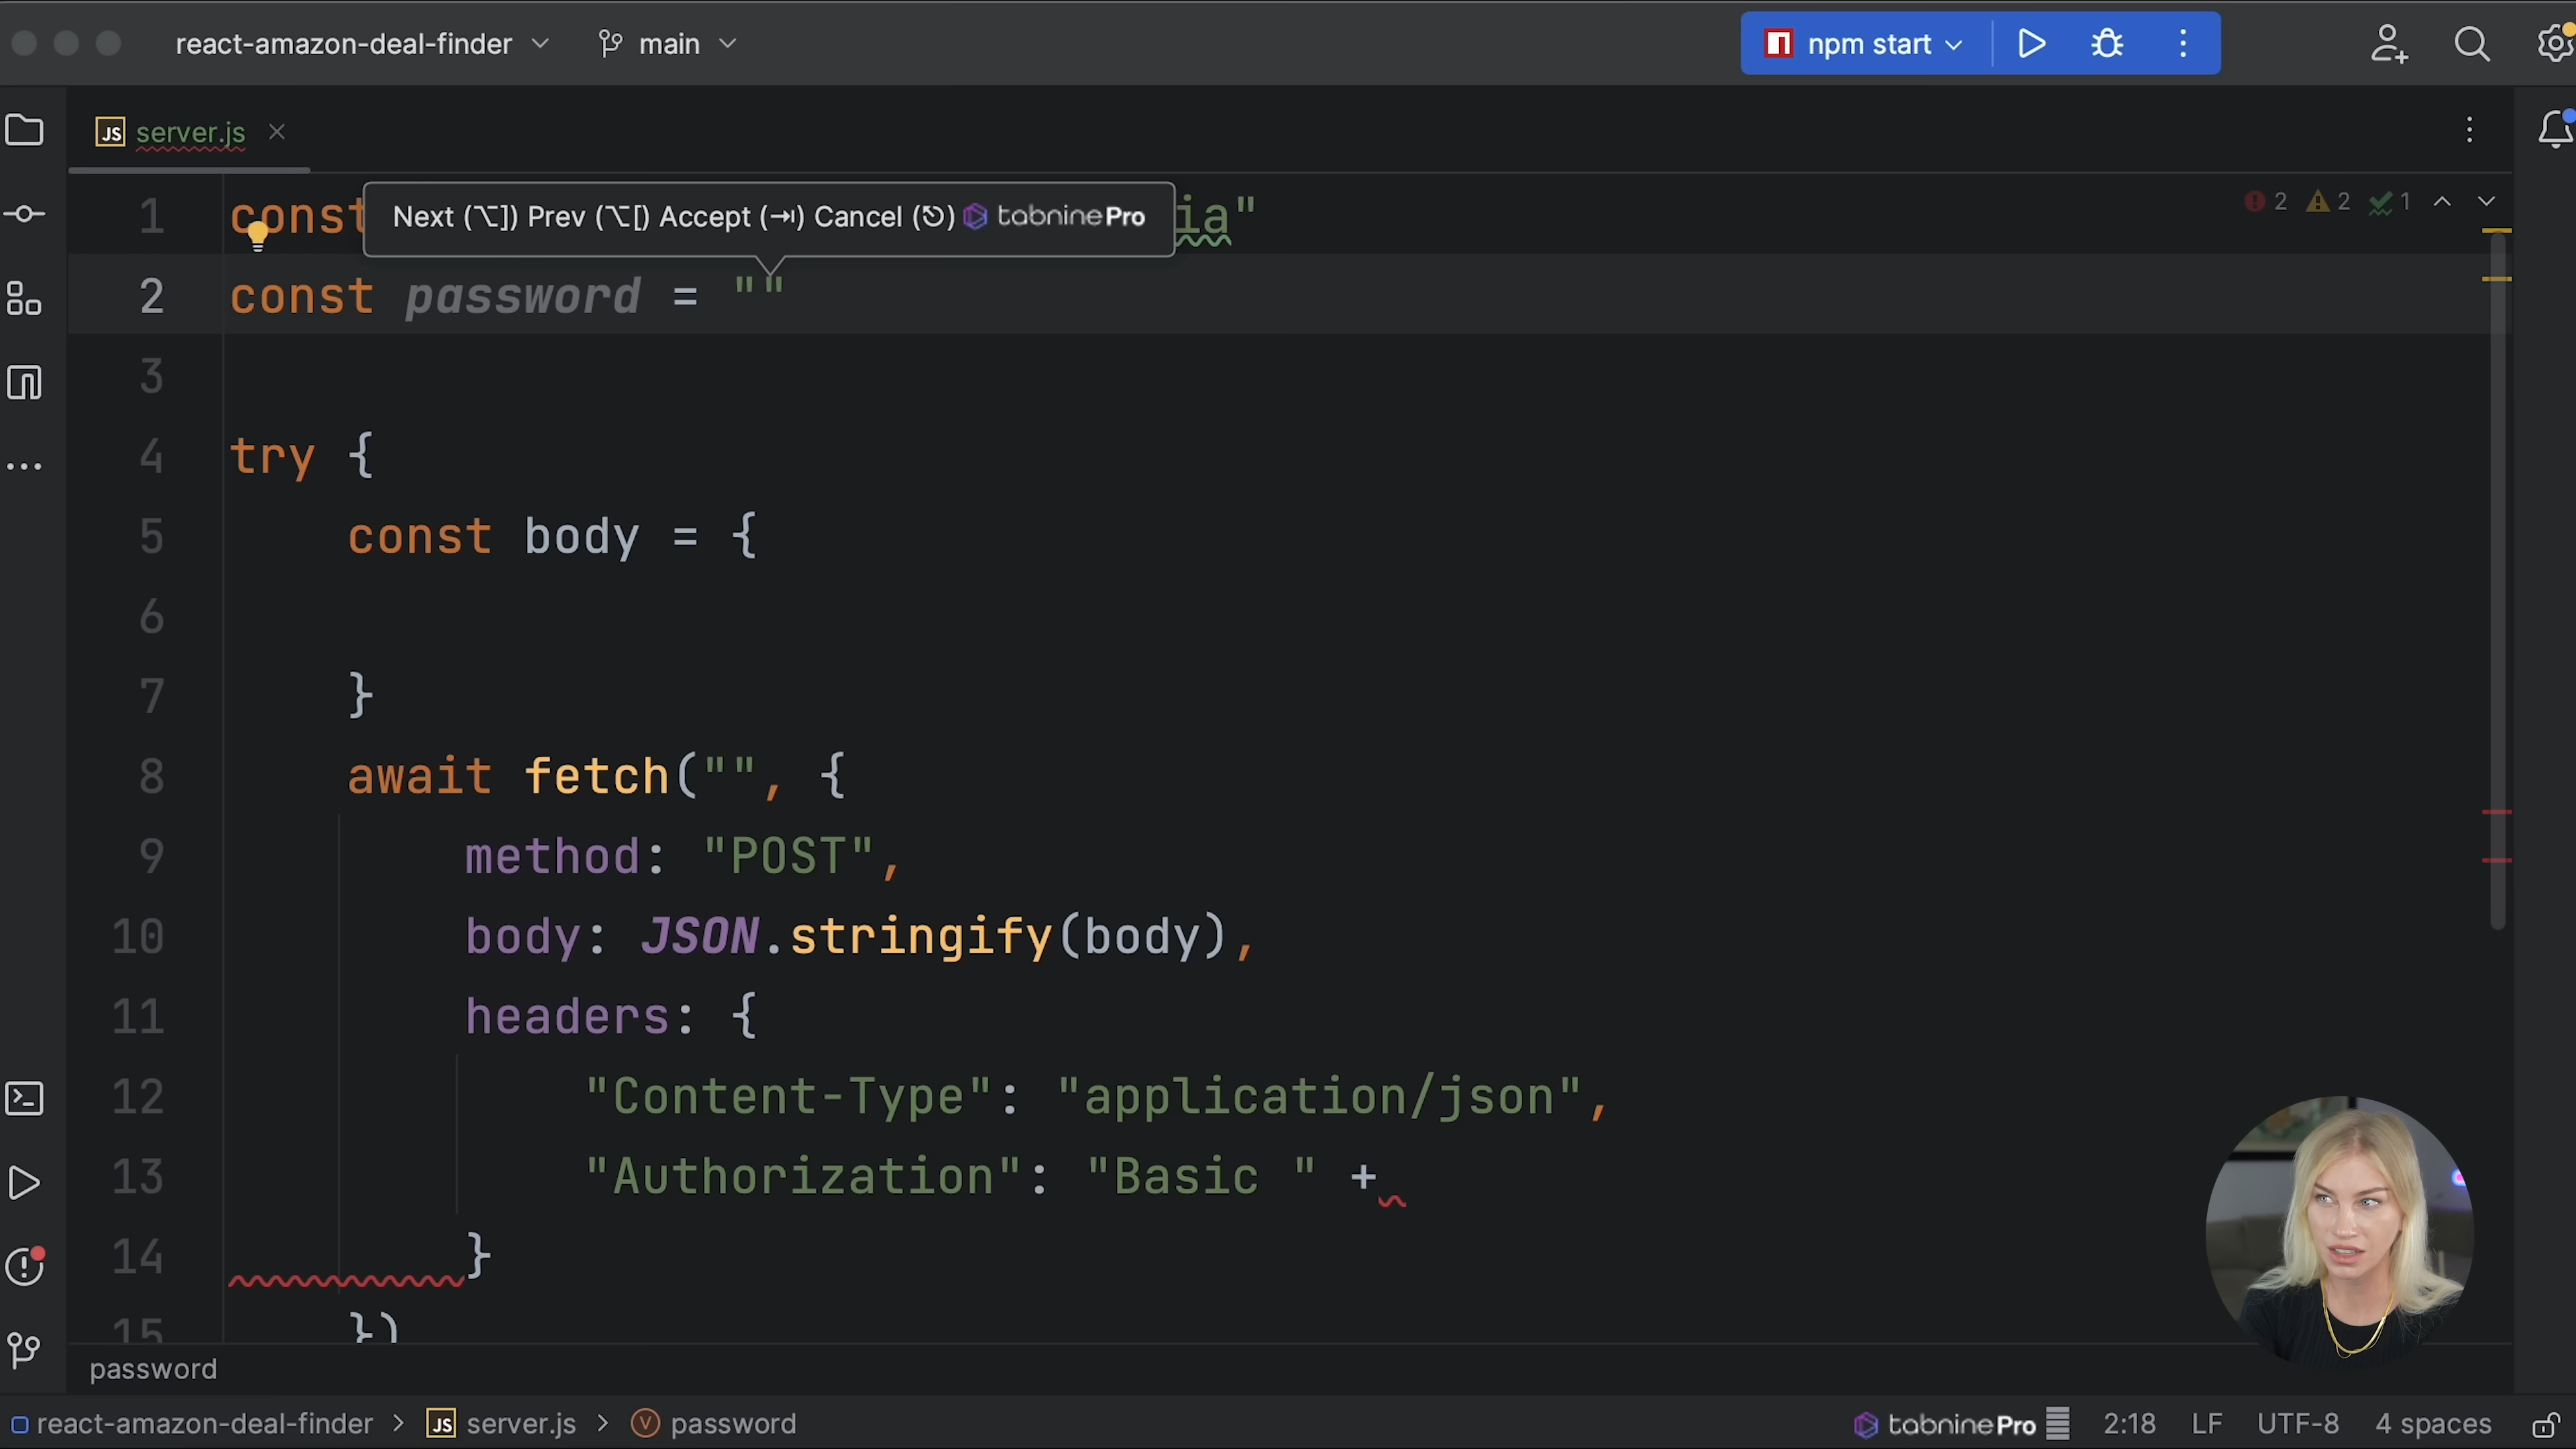 react-amazon-deal-finder main npm start
JS server.js
2 2 1
Next (⌥]) Prev (⌥[) Accept (→I) Cancel (⎋) tabnine Pro
1 const ia"
2 const password = ""
3
4 try {
5 const body = {
6
7 }
8 await fetch("", {
9 method: "POST",
10 body: JSON.stringify(body),
11 headers: {
12 "Content-Type": "application/json",
13 "Authorization": "Basic " +
14 }
15 })
password
react-amazon-deal-finder > JS server.js > V password tabnine Pro 2:18 LF UTF-8 4 spaces